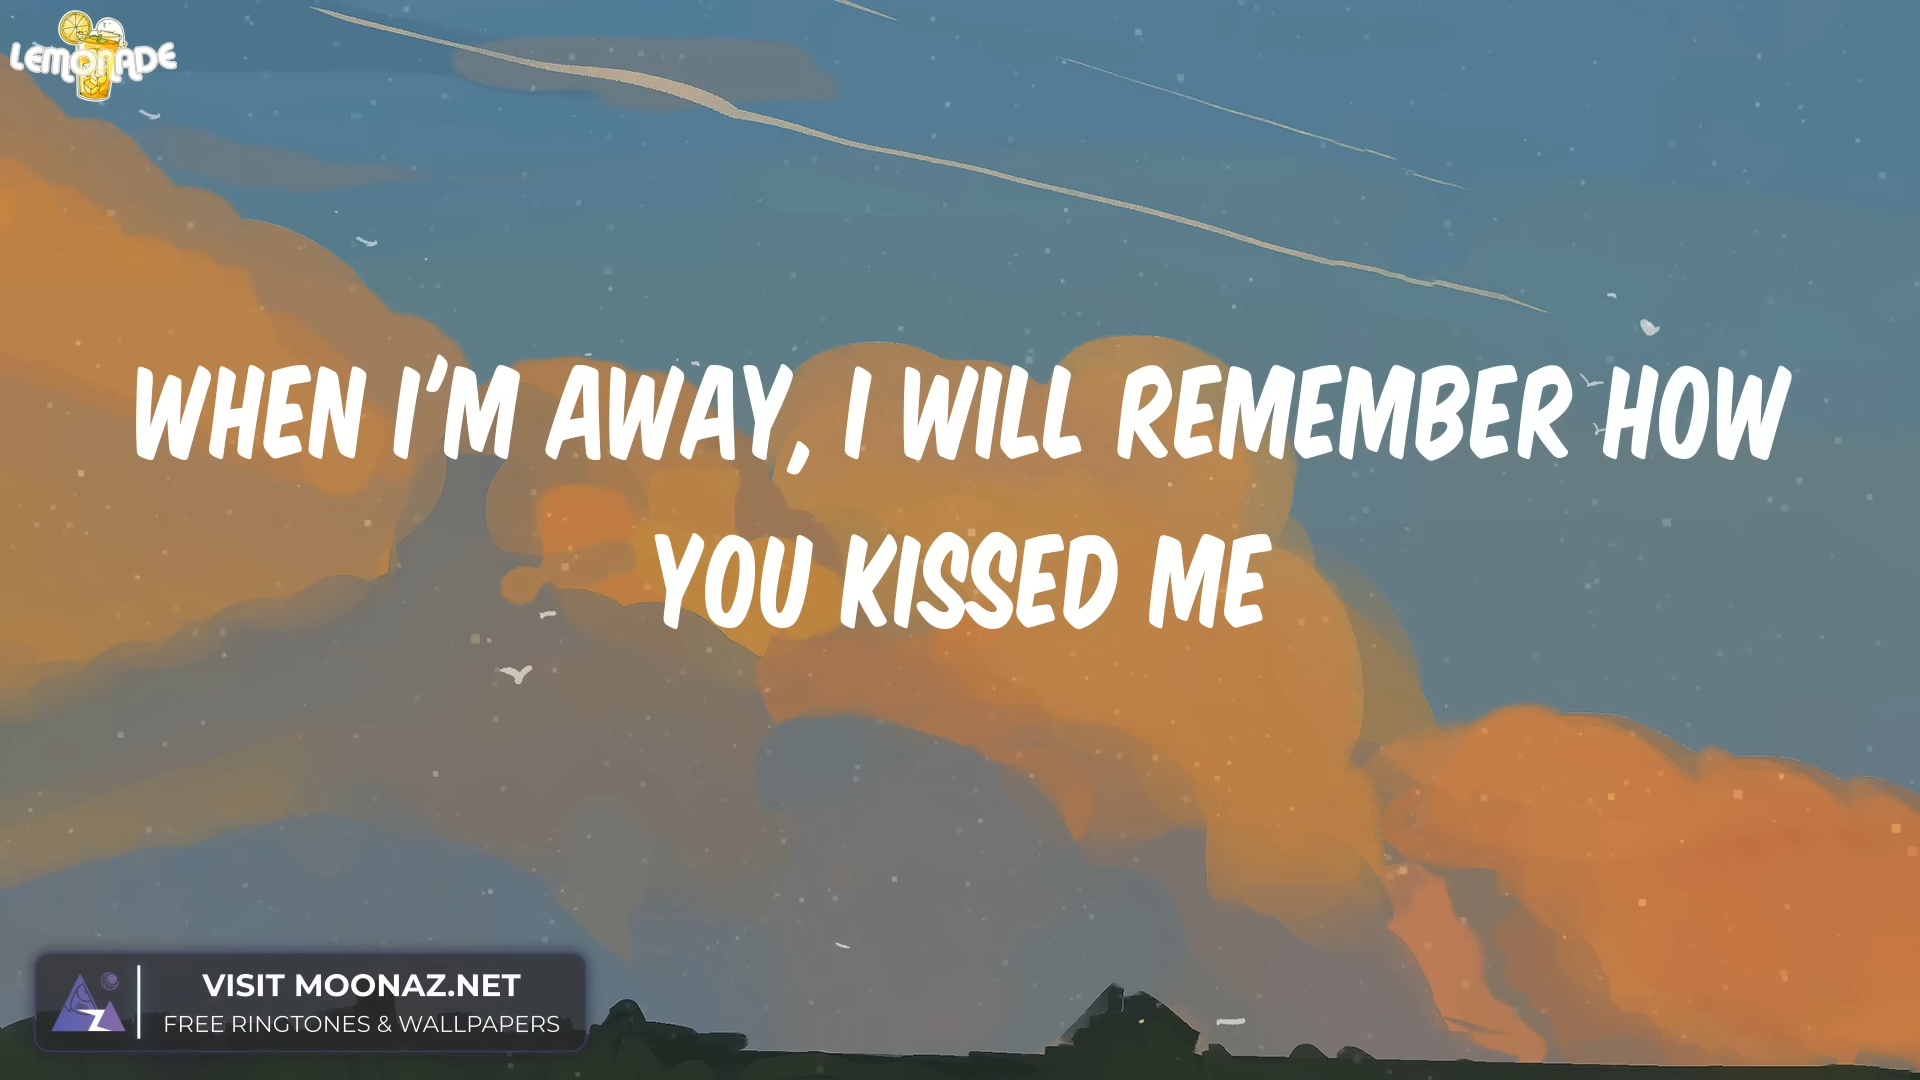 LEMONADE
WHEN I'M AWAY, I WILL REMEMBER HOW
YOU KISSED ME
VISIT MOONAZ.NET
FREE RINGTONES & WALLPAPERS